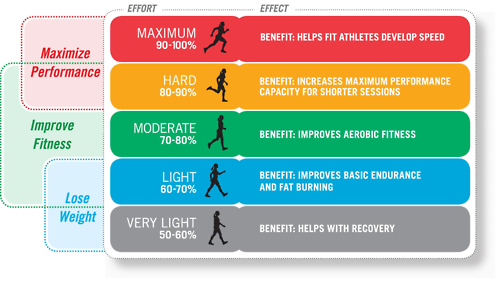 EFFORT
EFFECT
Maximize
Performance
Improve
Fitness
Lose
Weight
MAXIMUM
90-100%
BENEFIT: HELPS FIT ATHLETES DEVELOP SPEED
HARD
80-90%
BENEFIT: INCREASES MAXIMUM PERFORMANCE
CAPACITY FOR SHORTER SESSIONS
MODERATE
70-80%
BENEFIT: IMPROVES AEROBIC FITNESS
LIGHT
60-70%
BENEFIT: IMPROVES BASIC ENDURANCE
AND FAT BURNING
VERY LIGHT
50-60%
BENEFIT: HELPS WITH RECOVERY